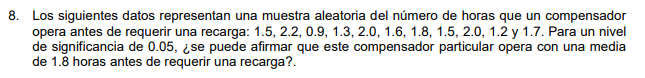 8. Los siguientes datos representan una muestra aleatoria del número de horas que un compensador
opera antes de requerir una recarga: 1.5, 2.2, 0.9, 1.3, 2.0, 1.6, 1.8, 1.5, 2.0, 1.2 y 1.7. Para un nivel
de significancia de 0.05, ¿se puede afirmar que este compensador particular opera con una media
de 1.8 horas antes de requerir una recarga?.